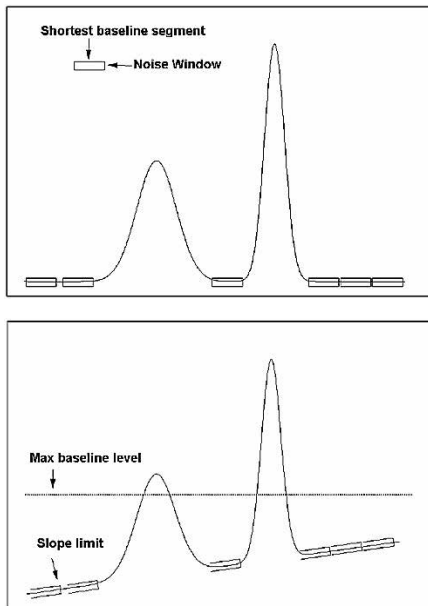 Shortest baseline segment
Noise Window
Max baseline level
Slope limit